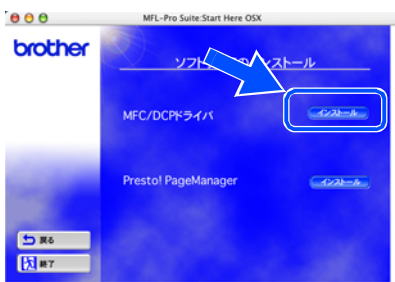 MFL-Pro Suite:Start Here OSX
brother
ソフト の インストール
MFC/DCPドライバ
インストール
Presto! PageManager
インストール
戻る
終了